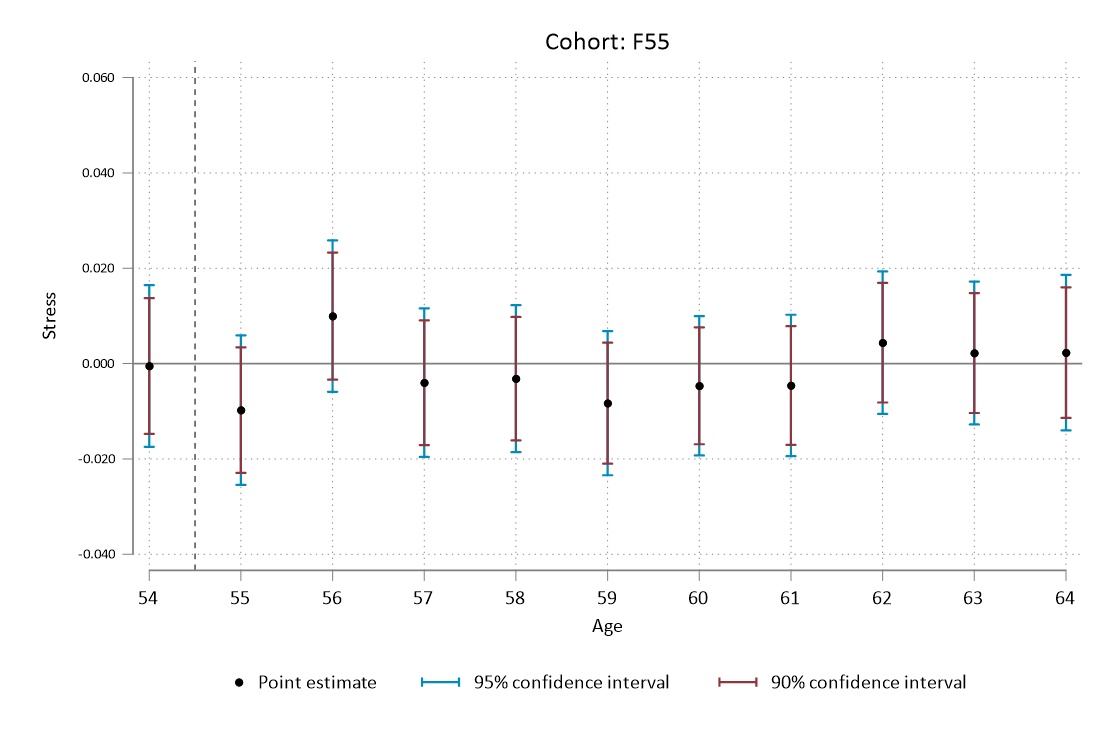 Cohort: F55
0.060
0.040
0.020
0.000
-0.020
-0.040
Stress
54 55 56 57 58 59 60 61 62 63 64
Age
Point estimate 95% confidence interval 90% confidence interval